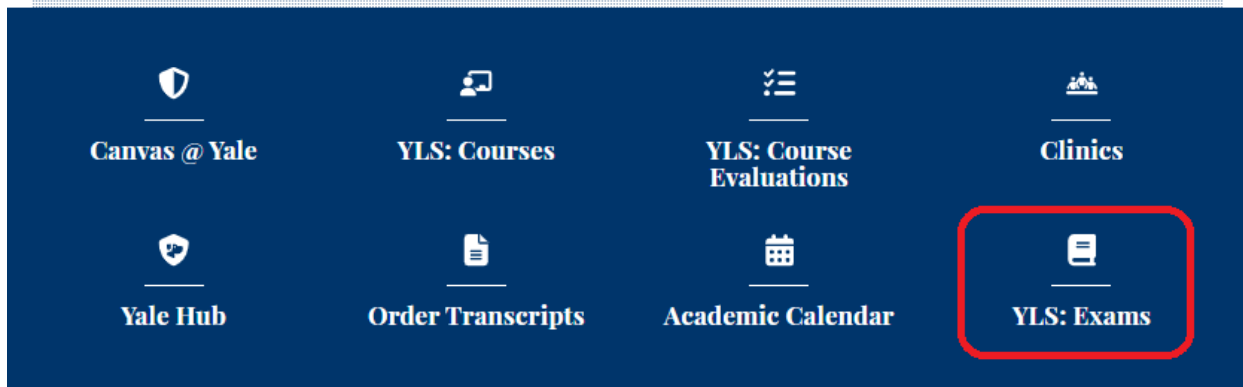 Canvas @ Yale
YLS: Courses
YLS: Course
Evaluations
Clinics
Yale Hub
Order Transcripts
Academic Calendar
YLS: Exams